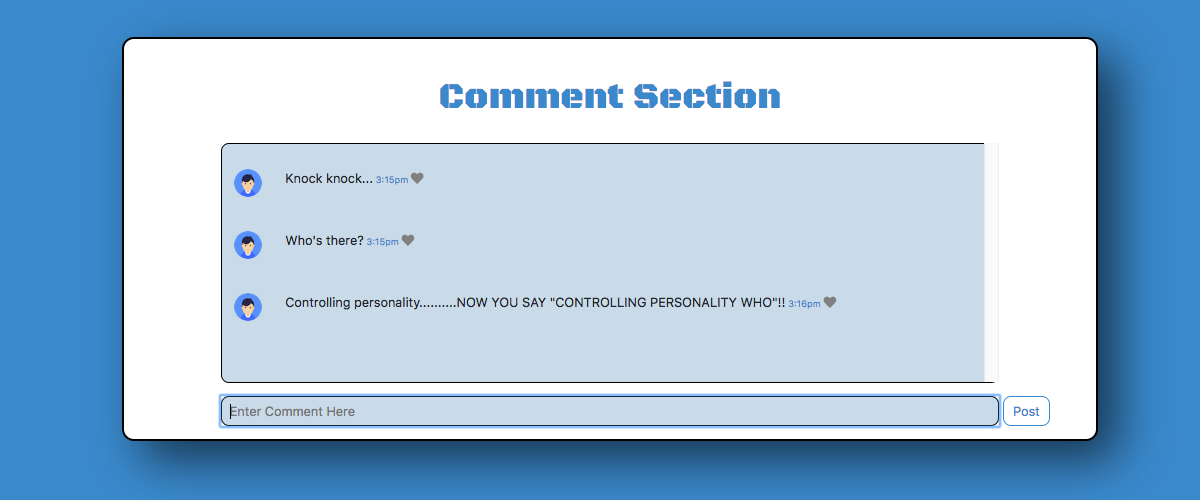 Comment Section
Knock knock... 3:15pm
Who's there? 3:15pm
Controlling personality..........NOW YOU SAY "CONTROLLING PERSONALITY WHO"!! 3:16pm
Enter Comment Here
Post